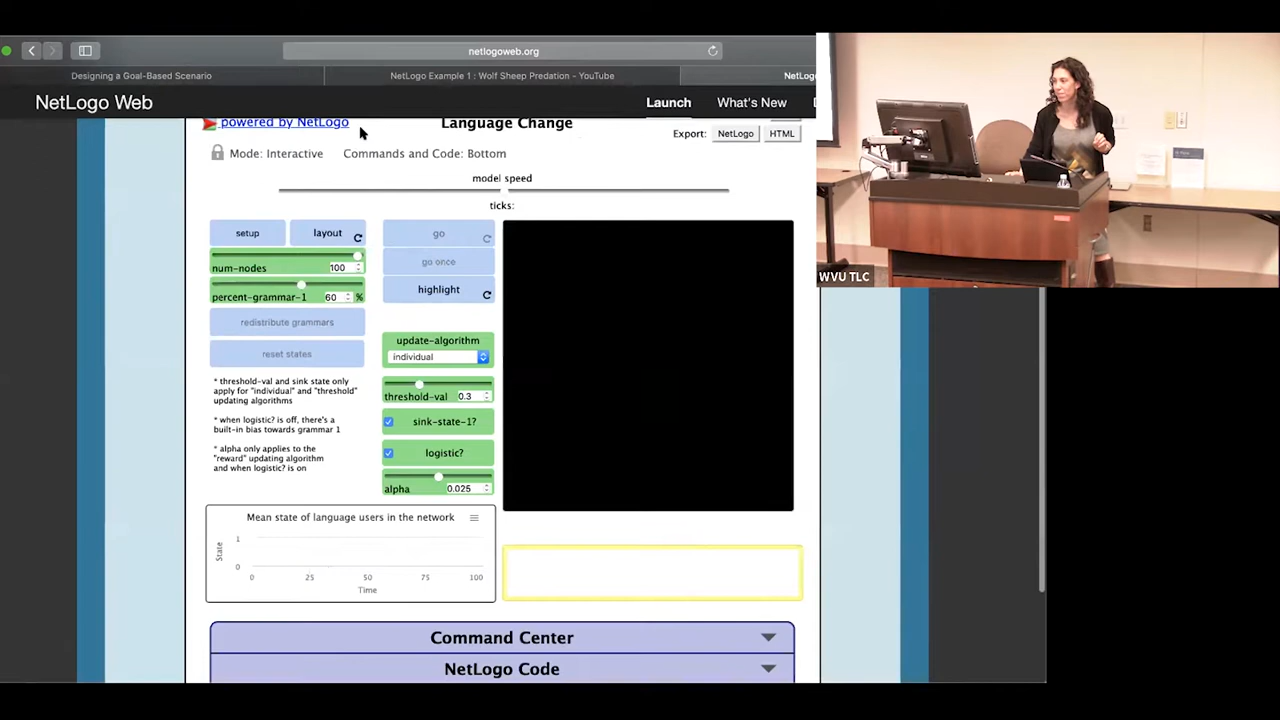 netlogoweb.org
Designing a Goal-Based Scenario
NetLogo Example 1 : Wolf Sheep Predation - YouTube
NetLo
NetLogo Web
Launch
What's New
powered by NetLogo
Language Change
Export:
NetLogo
HTML
Mode: Interactive
Commands and Code: Bottom
model speed
ticks:
setup
layout
go
num-nodes
100
go once
percent-grammar-1
60
%
highlight
redistribute grammars
reset states
update-algorithm
individual
* threshold-val and sink state only
apply for "individual" and "threshold"
updating algorithms
threshold-val
0.3
* when logistic? is off, there's a
built-in bias towards grammar 1
sink-state-1?
* alpha only applies to the
"reward" updating algorithm
and when logistic? is on
logistic?
alpha
0.025
Mean state of language users in the network
State
1
0
0
25
50
75
100
Time
Command Center
NetLogo Code
WVU TLC